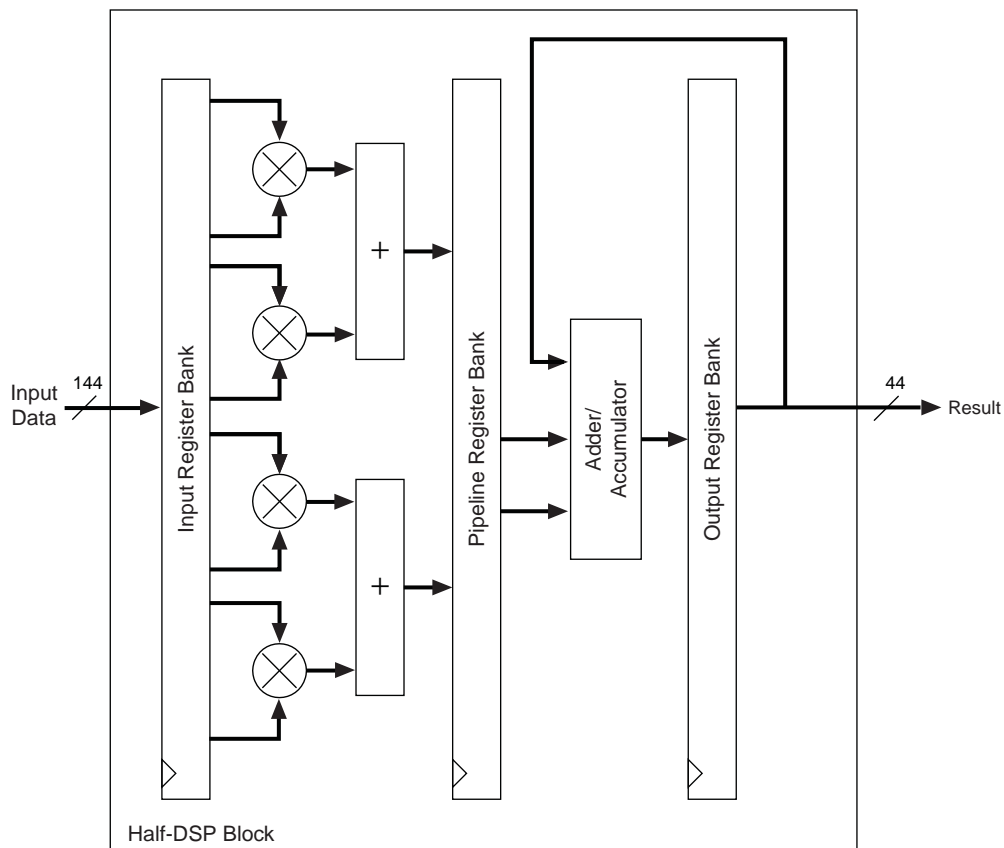 Input
Data
144
Input Register Bank
+
+
Pipeline Register Bank
Adder/
Accumulator
Output Register Bank
44
Result
Half-DSP Block